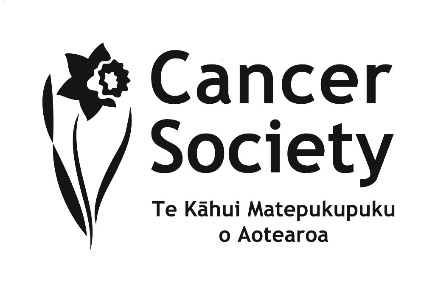 Cancer
Society
Te Kāhui Matepukupuku
o Aotearoa